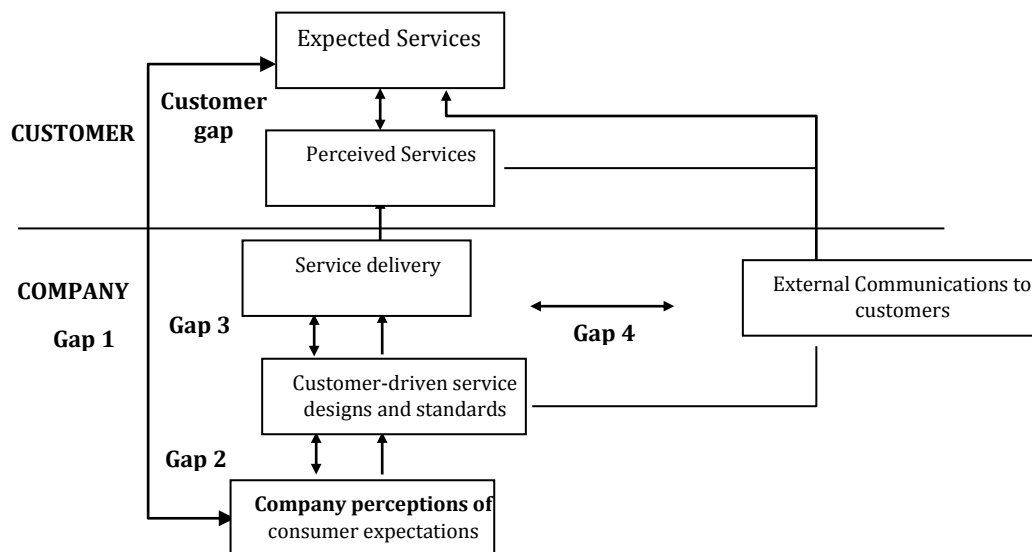 Expected Services
Customer
gap
CUSTOMER
Perceived Services
Service delivery
COMPANY
External Communications to
customers
Gap 1
Gap 3
Gap 4
Customer-driven service
designs and standards
Gap 2
Company perceptions of
consumer expectations